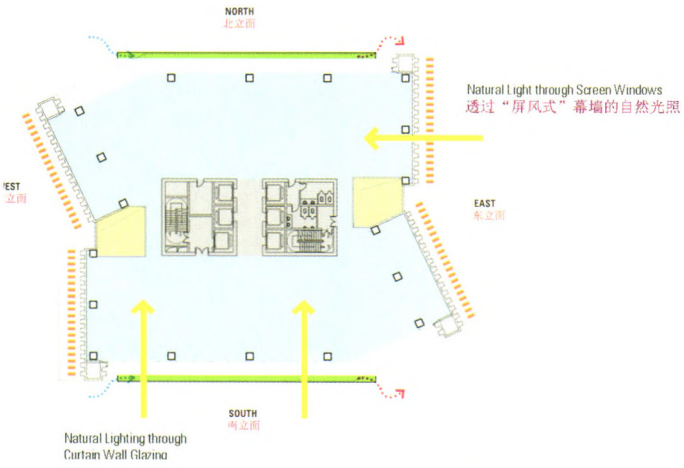 NORTH
北立面
Natural Light through Screen Windows
透过“屏风式”幕墙的自然光照
EST
立面
EAST
东立面
SOUTH
南立面
Natural Lighting through
Curtain Wall Glazing